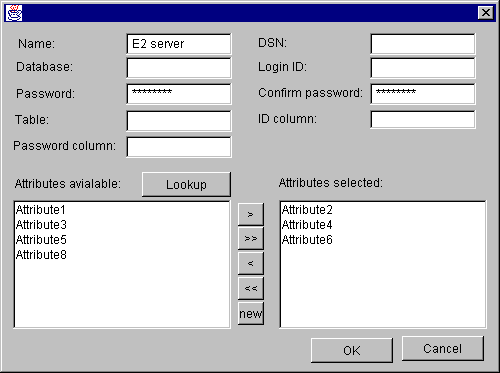 Name: E2 server DSN:
Database: Login ID:
Password: ******** Confirm password: ********
Table: ID column:
Password column:
Attributes avialable: Lookup Attributes selected:
Attribute1
Attribute3
Attribute5
Attribute8
>
>>
<
<<
new
Attribute2
Attribute4
Attribute6
OK Cancel